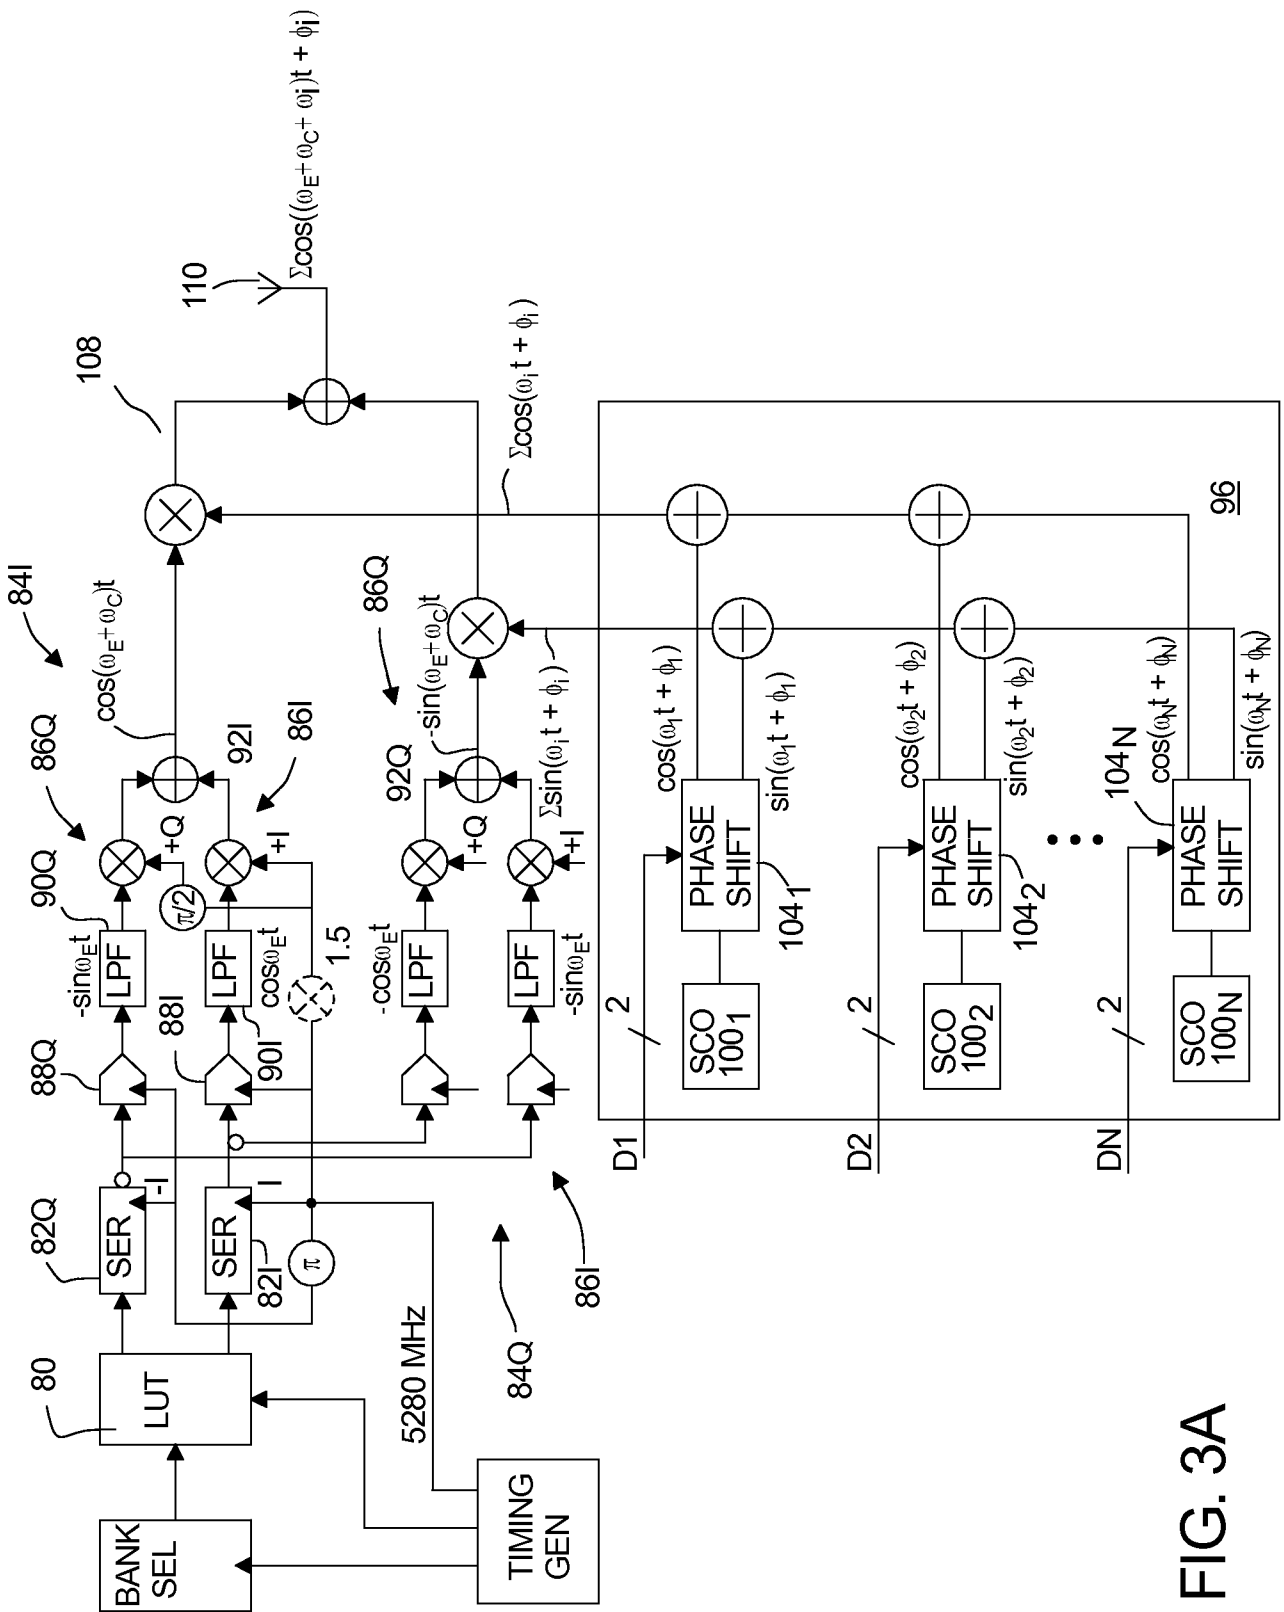 BANK
SEL
80
LUT
TIMING
GEN
5280 MHz
82Q
SER
-I
82I
SER
I
π
88Q
88I
-sinω_E t
LPF
90Q
LPF
cosω_E t
90I
1.5
π/2
+Q
+I
86Q
92I
86I
84I
cos(ω_E+ω_C)t
-cosω_E t
LPF
LPF
-sinω_E t
+Q
+I
92Q
86Q
-sin(ω_E+ω_C)t
84Q
86I
108
110
Σcos((ω_E+ω_C+ω_i)t + ϕ_i)
Σcos(ω_i t + ϕ_i)
Σsin(ω_i t + ϕ_i)
96
D1
2
SCO
100_1
PHASE
SHIFT
104_1
cos(ω_1 t + ϕ_1)
sin(ω_1 t + ϕ_1)
D2
2
SCO
100_2
PHASE
SHIFT
104_2
cos(ω_2 t + ϕ_2)
sin(ω_2 t + ϕ_2)
DN
2
SCO
100_N
PHASE
SHIFT
104_N
cos(ω_N t + ϕ_N)
sin(ω_N t + ϕ_N)
FIG. 3A